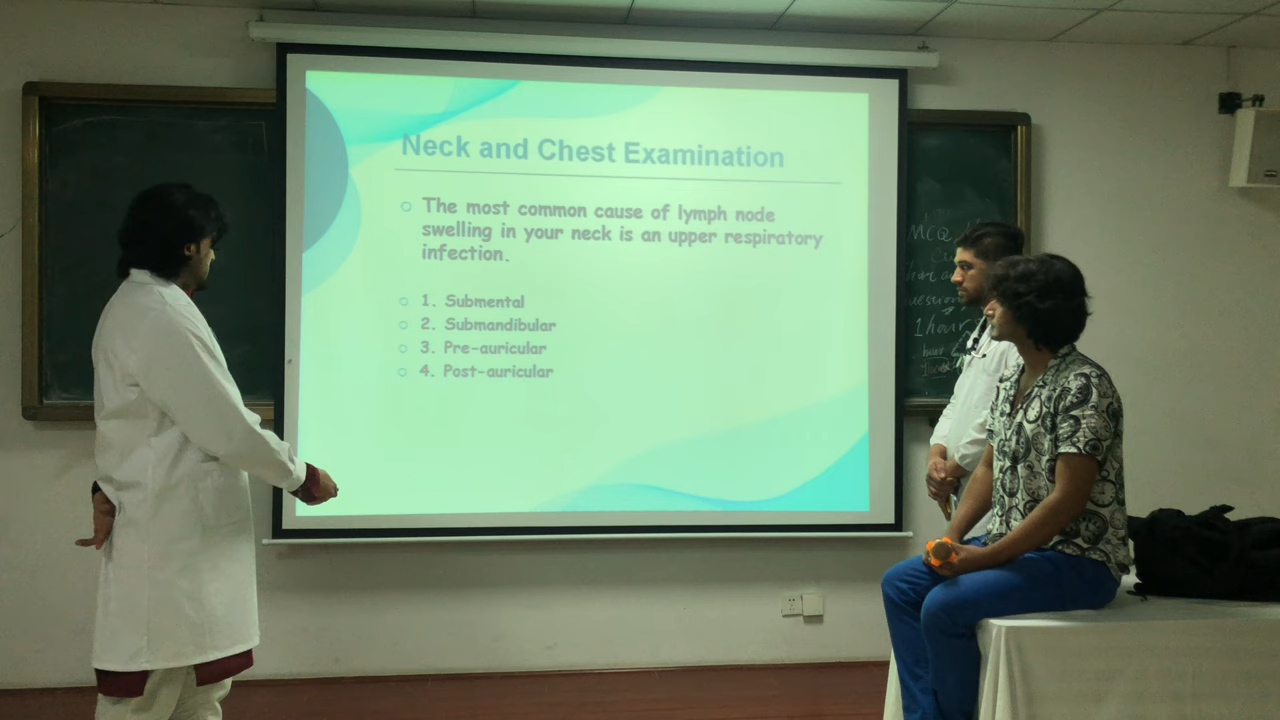 Neck and Chest Examination
The most common cause of lymph node
swelling in your neck is an upper respiratory
infection.
1. Submental
2. Submandibular
3. Pre-auricular
4. Post-auricular
MCQ
1 hour